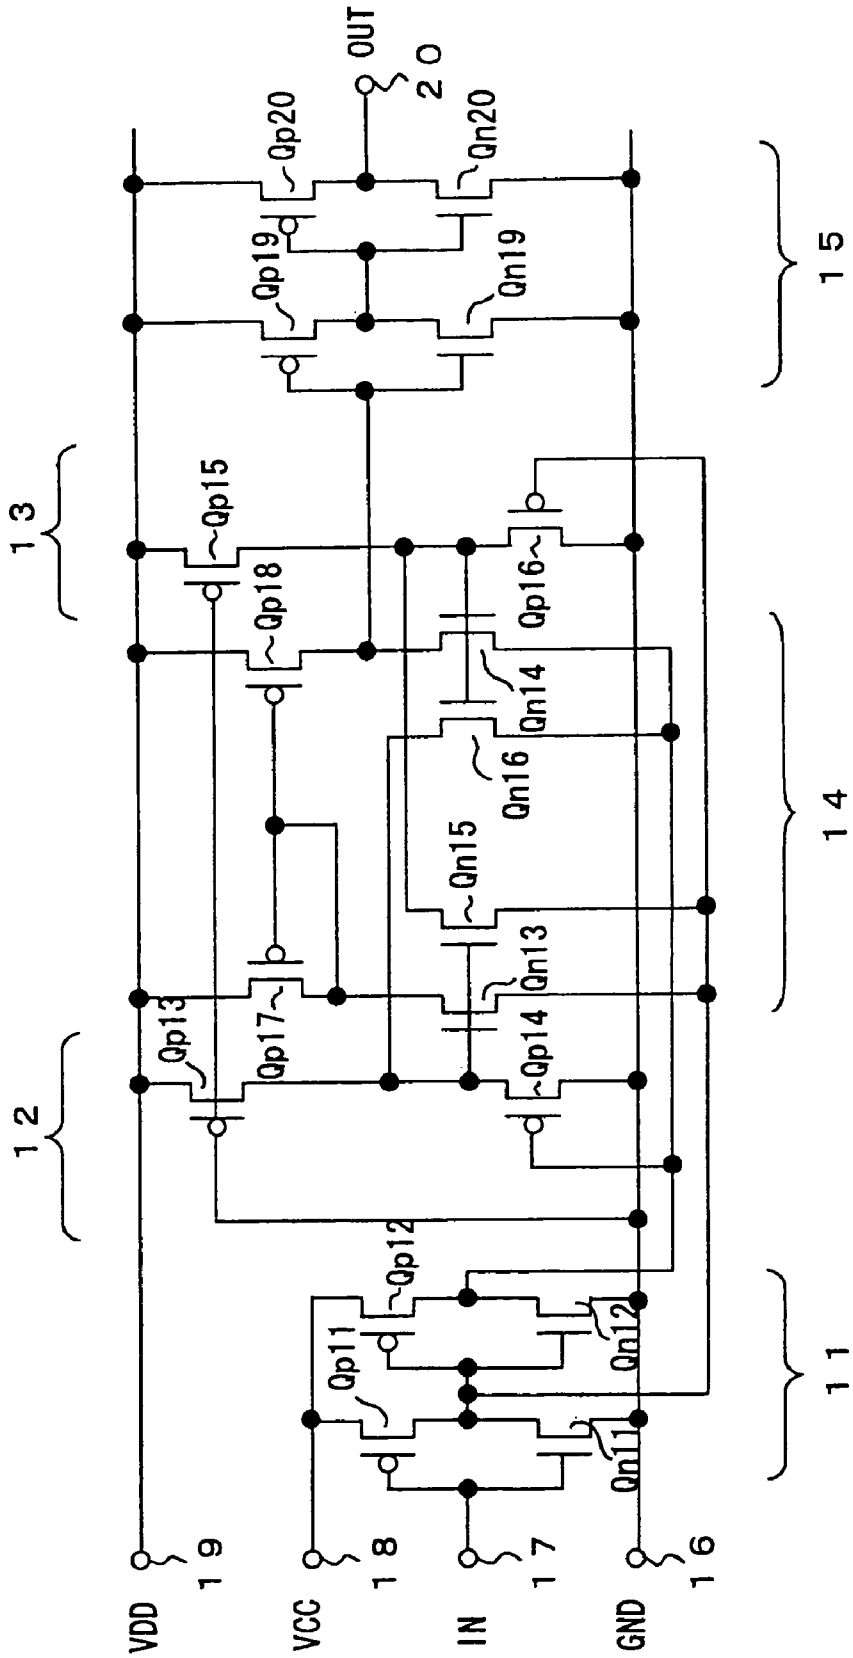 VDD
19
VCC
18
IN
17
GND
16
11
Qp11
Qn11
Qp12
Qn12
12
Qp13
Qp14
Qp17
Qn13
Qn15
14
Qn16
Qn14
Qp18
13
Qp15
Qp16
15
Qp19
Qn19
Qp20
Qn20
OUT
20